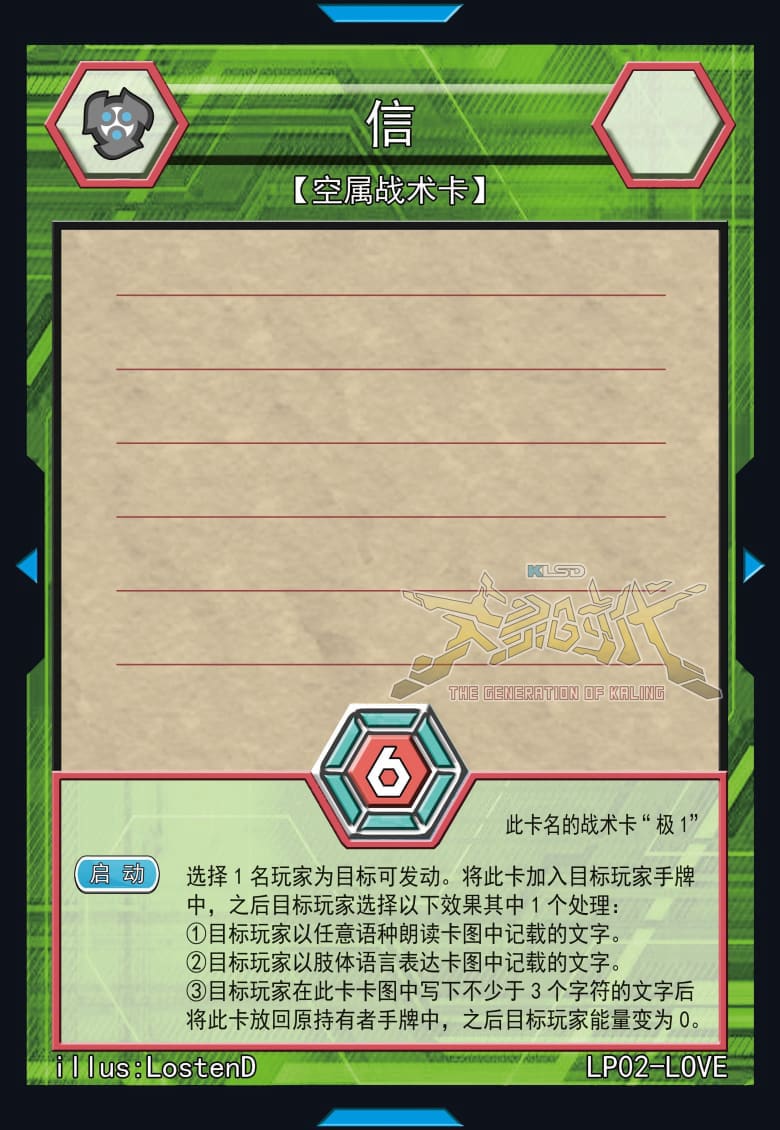 信
【空属战术卡】
KLSD
THE GENERATION OF KALING
6
此卡名的战术卡“极1”
启动
选择1名玩家为目标可发动。将此卡加入目标玩家手牌
中，之后目标玩家选择以下效果其中1个处理：
①目标玩家以任意语种朗读卡图中记载的文字。
②目标玩家以肢体语言表达卡图中记载的文字。
③目标玩家在此卡卡图中写下不少于3个字符的文字后
将此卡放回原持有者手牌中，之后目标玩家能量变为0。
illus:LostenD
LP02-LOVE